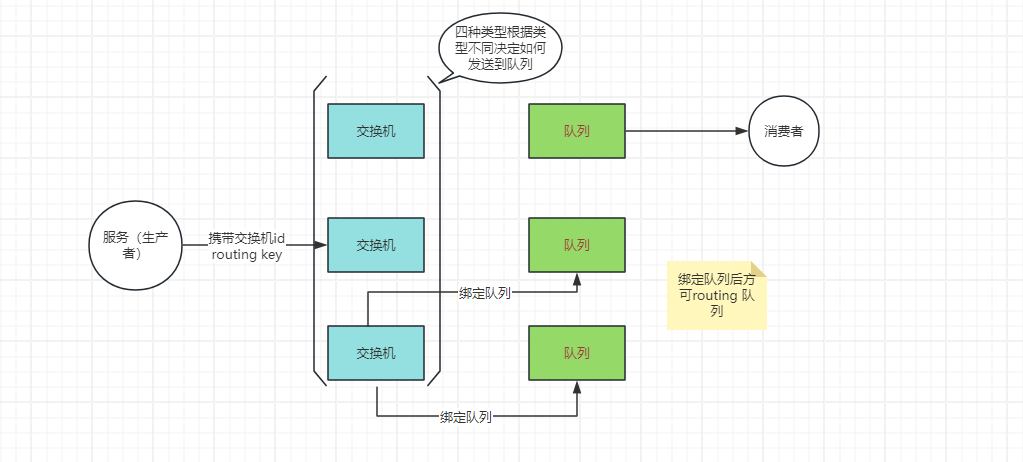 四种类型根据类
型不同决定如何
发送到队列
交换机
队列
消费者
服务（生产
者）
携带交换机id
routing key
交换机
队列
绑定队列后方
可routing 队
列
绑定队列
交换机
队列
绑定队列